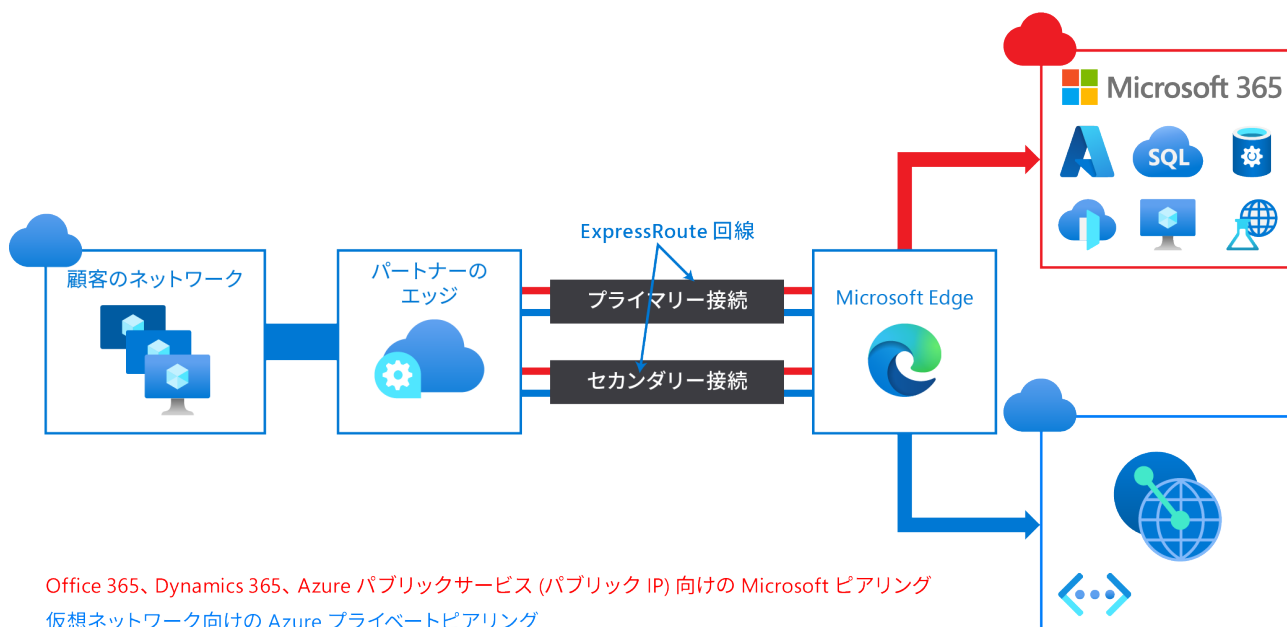 Microsoft 365
SQL
ExpressRoute 回線
顧客のネットワーク
パートナーの
エッジ
プライマリー接続
Microsoft Edge
セカンダリー接続
Office 365、Dynamics 365、Azure パブリックサービス (パブリック IP) 向けの Microsoft ピアリング
仮想ネットワーク向けの Azure プライベートピアリング